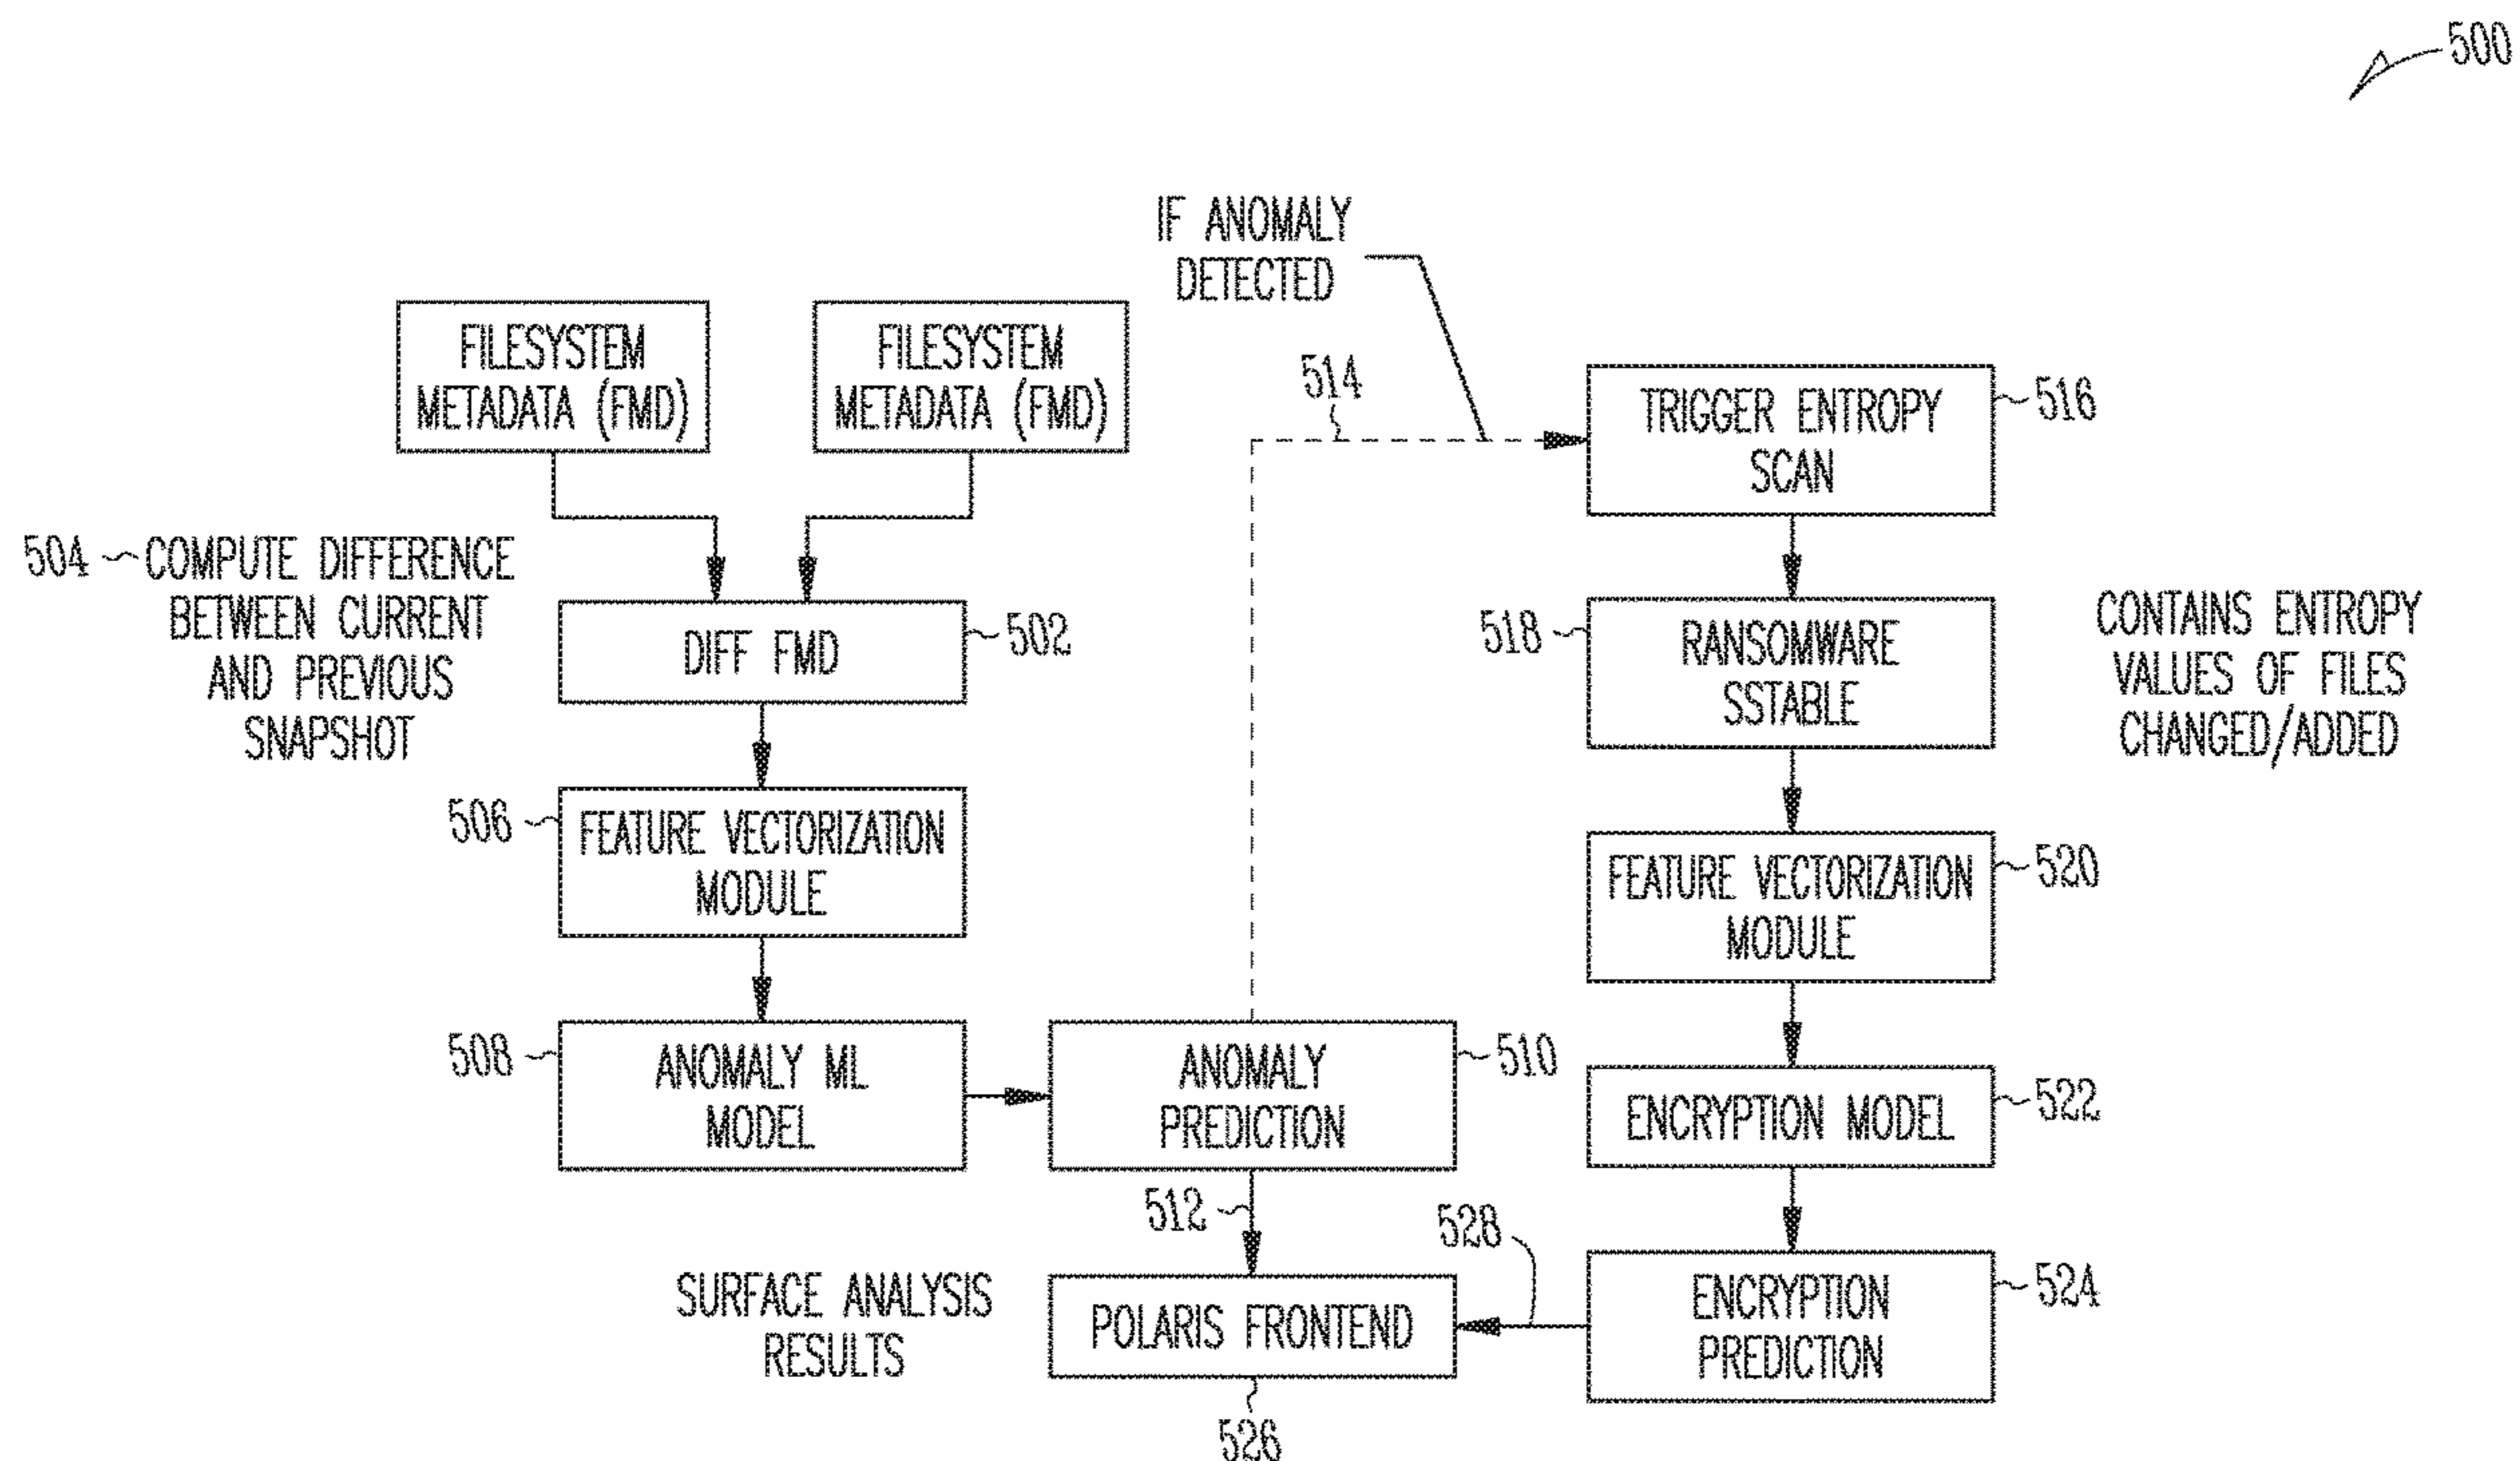 500
IF ANOMALY
DETECTED
514
FILESYSTEM
METADATA (FMD)
FILESYSTEM
METADATA (FMD)
504
COMPUTE DIFFERENCE
BETWEEN CURRENT
AND PREVIOUS
SNAPSHOT
DIFF FMD
502
506
FEATURE VECTORIZATION
MODULE
508
ANOMALY ML
MODEL
ANOMALY
PREDICTION
510
512
SURFACE ANALYSIS
RESULTS
POLARIS FRONTEND
526
528
TRIGGER ENTROPY
SCAN
516
518
RANSOMWARE
SSTABLE
CONTAINS ENTROPY
VALUES OF FILES
CHANGED/ADDED
FEATURE VECTORIZATION
MODULE
520
ENCRYPTION MODEL
522
ENCRYPTION
PREDICTION
524